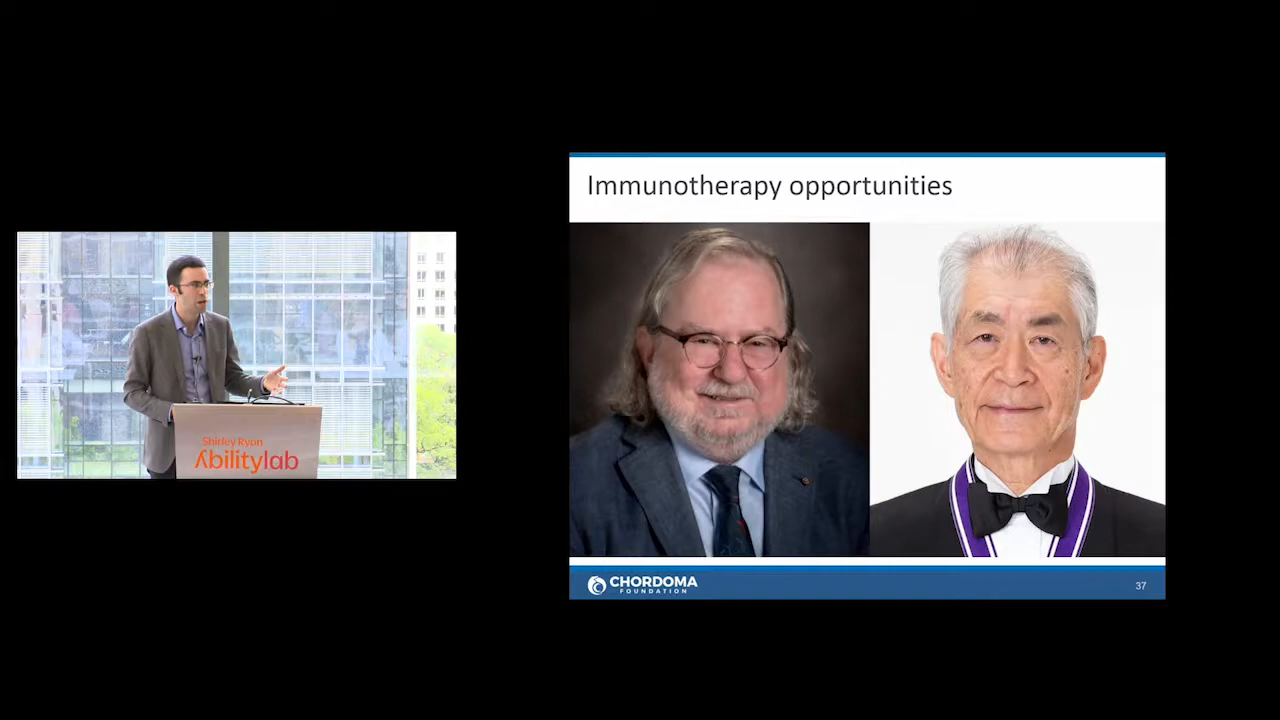 Immunotherapy opportunities
Shirley Ryan
Abilitylab
CHORDOMA
FOUNDATION
37